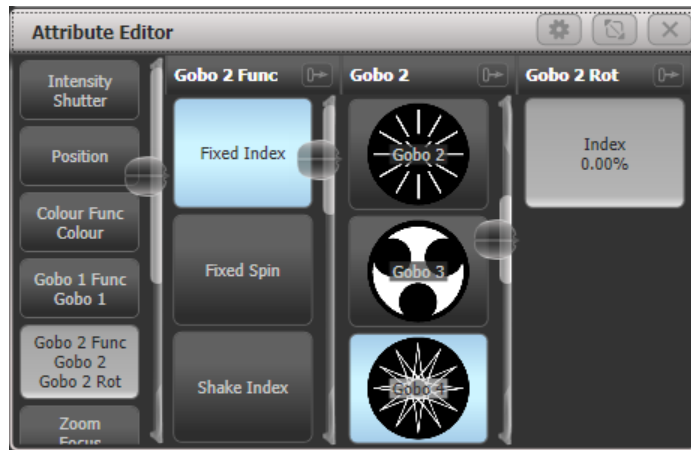 Attribute Editor
Intensity
Shutter
Position
Colour Func
Colour
Gobo 1 Func
Gobo 1
Gobo 2 Func
Gobo 2
Gobo 2 Rot
Zoom
Focus
Gobo 2 Func
Fixed Index
Fixed Spin
Shake Index
Gobo 2
Gobo 2
Gobo 3
Gobo 4
Gobo 2 Rot
Index
0.00%